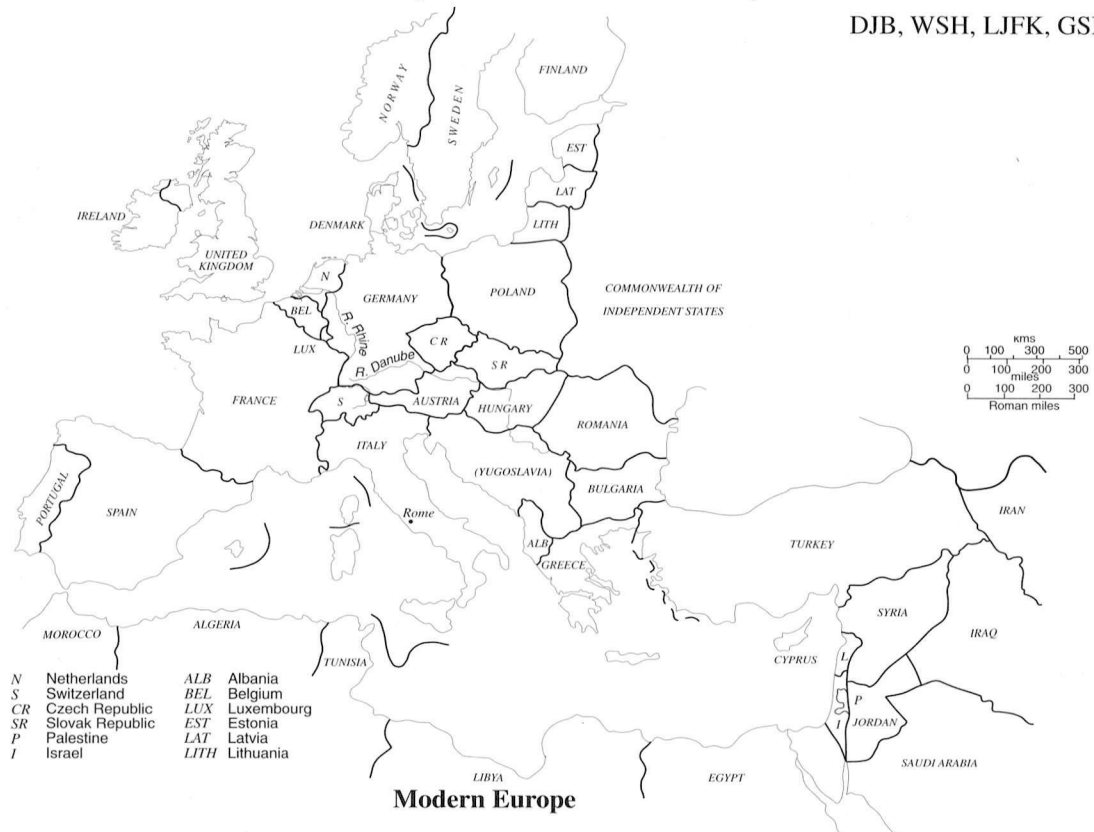 DJB, WSH, LJFK, GS
NORWAY
SWEDEN
FINLAND
EST
LAT
LITH
IRELAND
UNITED
KINGDOM
DENMARK
N
GERMANY
POLAND
COMMONWEALTH OF
INDEPENDENT STATES
BEL
LUX
R. Rhine
R. Danube
C R
S R
FRANCE
S
AUSTRIA
HUNGARY
ROMANIA
ITALY
(YUGOSLAVIA)
BULGARIA
PORTUGAL
SPAIN
Rome
ALB
GREECE
TURKEY
IRAN
SYRIA
IRAQ
CYPRUS
L
P
I
JORDAN
SAUDI ARABIA
MOROCCO
ALGERIA
TUNISIA
LIBYA
EGYPT
kms
0 100 300 500
miles
0 100 200 300
0 100 200 300
Roman miles
N Netherlands
S Switzerland
CR Czech Republic
SR Slovak Republic
P Palestine
I Israel
ALB Albania
BEL Belgium
LUX Luxembourg
EST Estonia
LAT Latvia
LITH Lithuania
Modern Europe